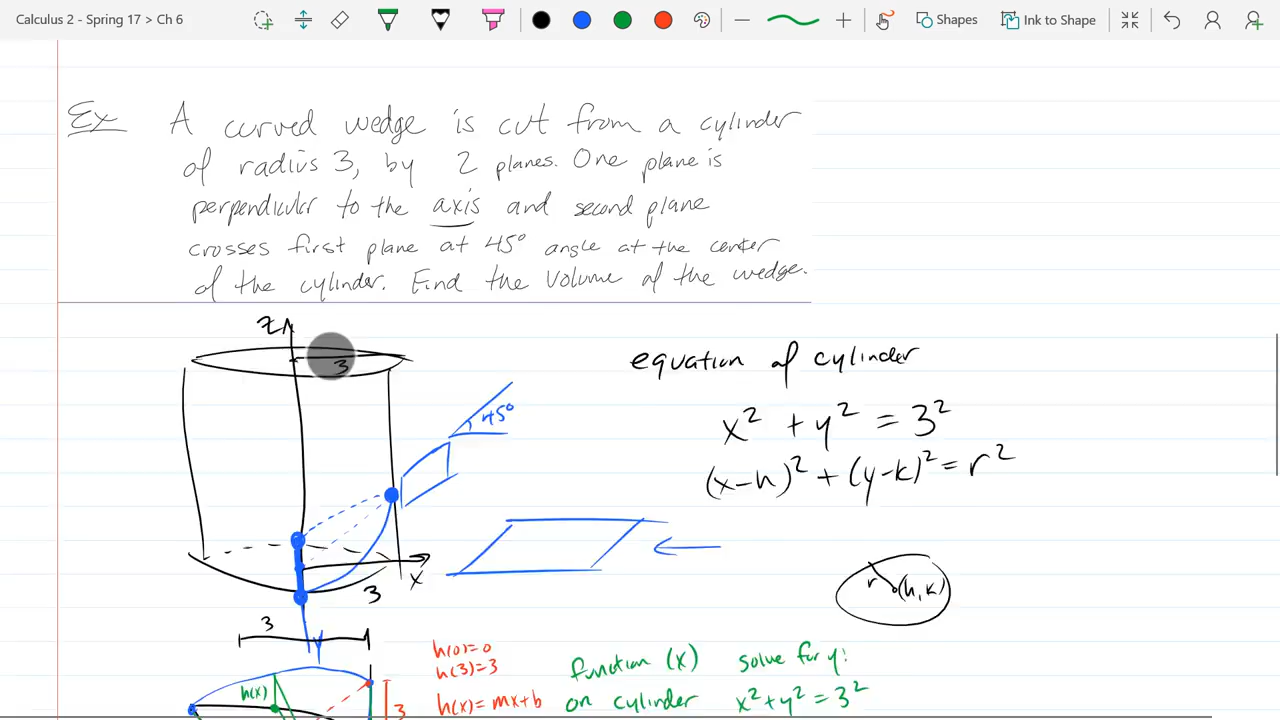 Calculus 2 - Spring 17 > Ch 6
Shapes
Ink to Shape
Ex A curved wedge is cut from a cylinder
of radius 3, by 2 planes. One plane is
perpendicular to the axis and second plane
crosses first plane at 45° angle at the center
of the cylinder. Find the Volume of the wedge.
z
3
equation of cylinder
45°
x² + y² = 3²
(x-h)² + (y-k)² = r²
x
3
r (h,k)
3
y
h(0)=0
h(3)=3
function (x) solve for y:
h(x)
h(x)=mx+b on cylinder x²+y²=3²
3